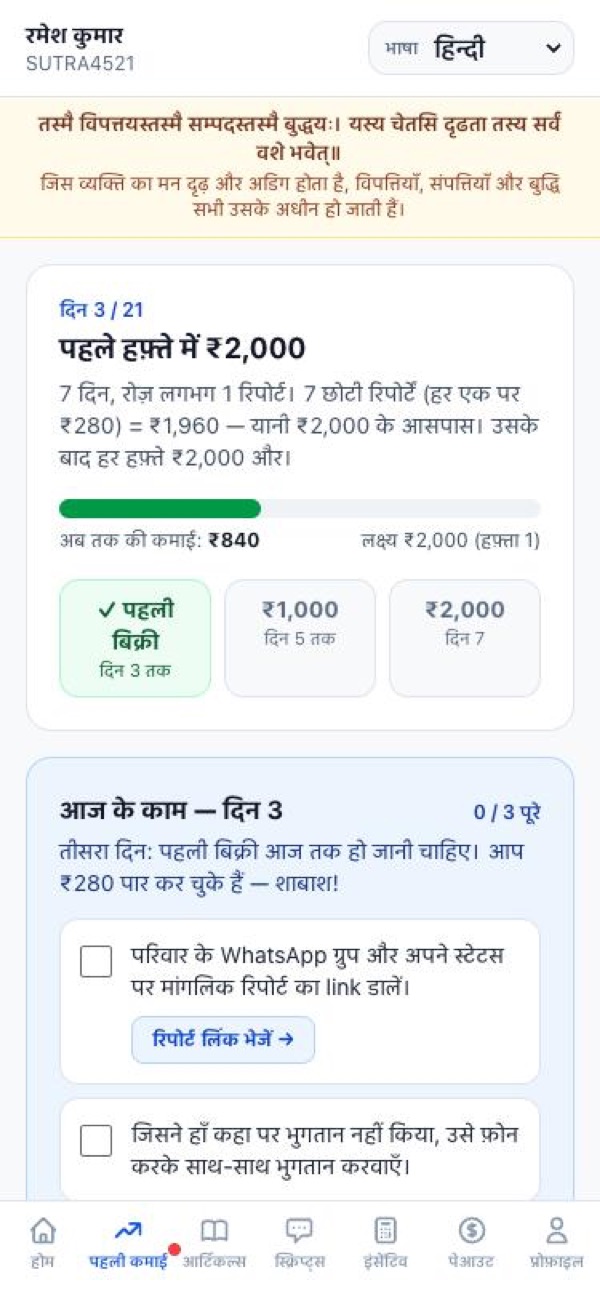 रमेश कुमार
SUTRA4521
भाषा हिन्दी
तस्मै विपत्तयस्तस्मै सम्पदस्तस्मै बुद्धयः। यस्य चेतसि दृढता तस्य सर्वं
वशे भवेत्॥
जिस व्यक्ति का मन दृढ़ और अडिग होता है, विपत्तियाँ, संपत्तियाँ और बुद्धि
सभी उसके अधीन हो जाती हैं।
दिन 3 / 21
पहले हफ़्ते में ₹2,000
7 दिन, रोज़ लगभग 1 रिपोर्ट। 7 छोटी रिपोर्टें (हर एक पर
₹280) = ₹1,960 — यानी ₹2,000 के आसपास। उसके
बाद हर हफ़्ते ₹2,000 और।
अब तक की कमाई: ₹840
लक्ष्य ₹2,000 (हफ़्ता 1)
✓ पहली
बिक्री
दिन 3 तक
₹1,000
दिन 5 तक
₹2,000
दिन 7
आज के काम — दिन 3
0 / 3 पूरे
तीसरा दिन: पहली बिक्री आज तक हो जानी चाहिए। आप
₹280 पार कर चुके हैं — शाबाश!
परिवार के WhatsApp ग्रुप और अपने स्टेटस
पर मांगलिक रिपोर्ट का link डालें।
रिपोर्ट लिंक भेजें →
जिसने हाँ कहा पर भुगतान नहीं किया, उसे फ़ोन
करके साथ-साथ भुगतान करवाएँ।
होम
पहली कमाई
आर्टिकल्स
स्क्रिप्ट्स
इंसेंटिव
पेआउट
प्रोफ़ाइल